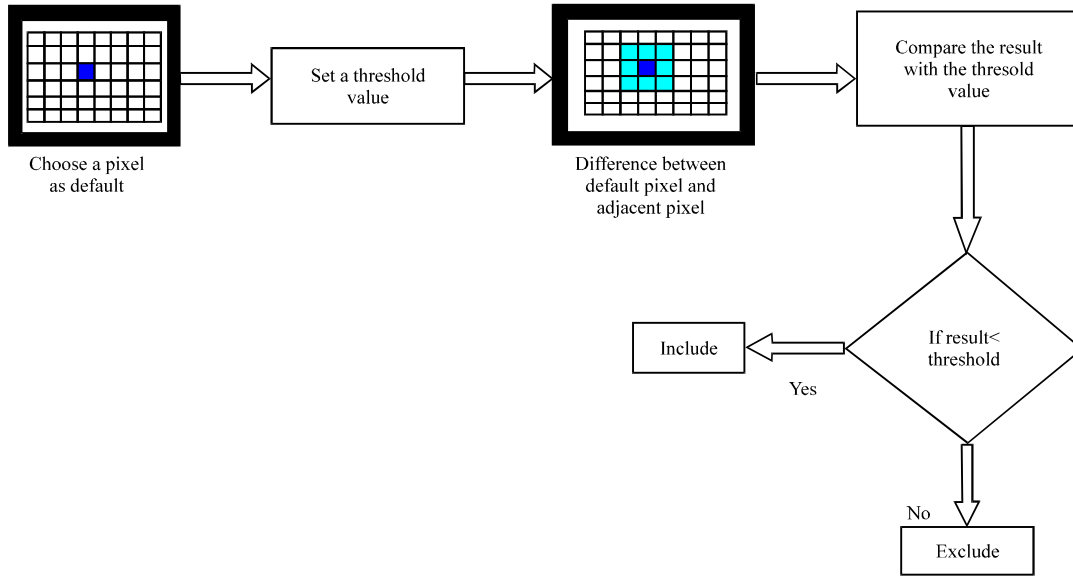 Choose a pixel
as default
Set a threshold
value
Difference between
default pixel and
adjacent pixel
Compare the result
with the thresold
value
If result<
threshold
Yes
Include
No
Exclude